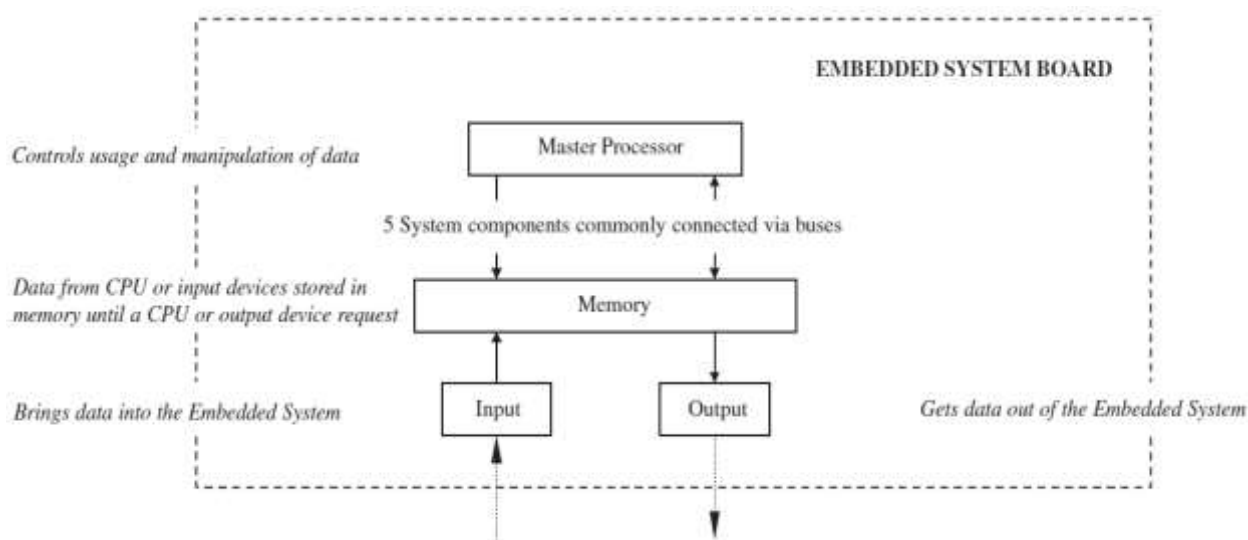 EMBEDDED SYSTEM BOARD
Controls usage and manipulation of data
Master Processor
5 System components commonly connected via buses
Data from CPU or input devices stored in
memory until a CPU or output device request
Memory
Brings data into the Embedded System
Input
Output
Gets data out of the Embedded System